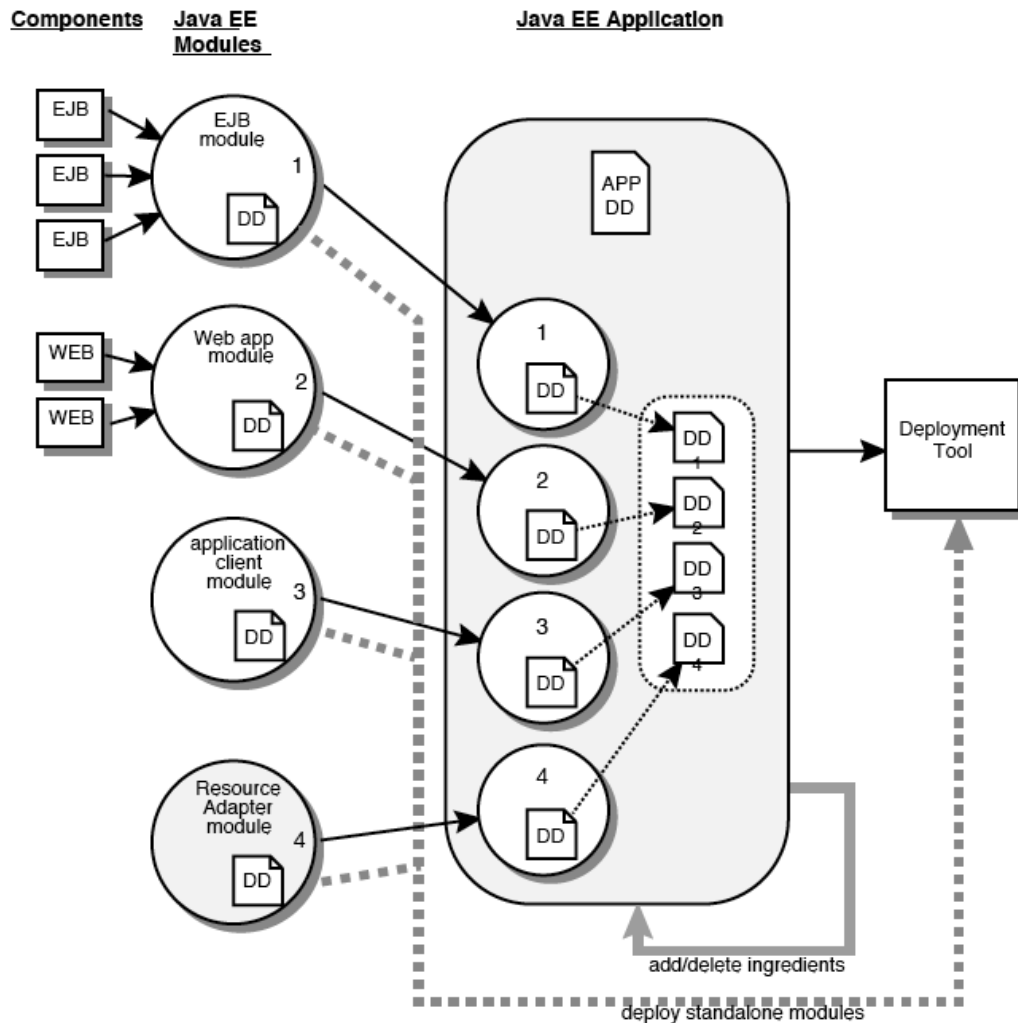 Components
Java EE
Modules
Java EE Application
EJB
EJB
EJB
EJB
module
1
DD
WEB
WEB
Web app
module
2
DD
application
client
module
3
DD
Resource
Adapter
module
4
DD
APP
DD
1
DD
2
DD
3
DD
4
DD
DD
1
DD
2
DD
3
DD
4
Deployment
Tool
add/delete ingredients
deploy standalone modules